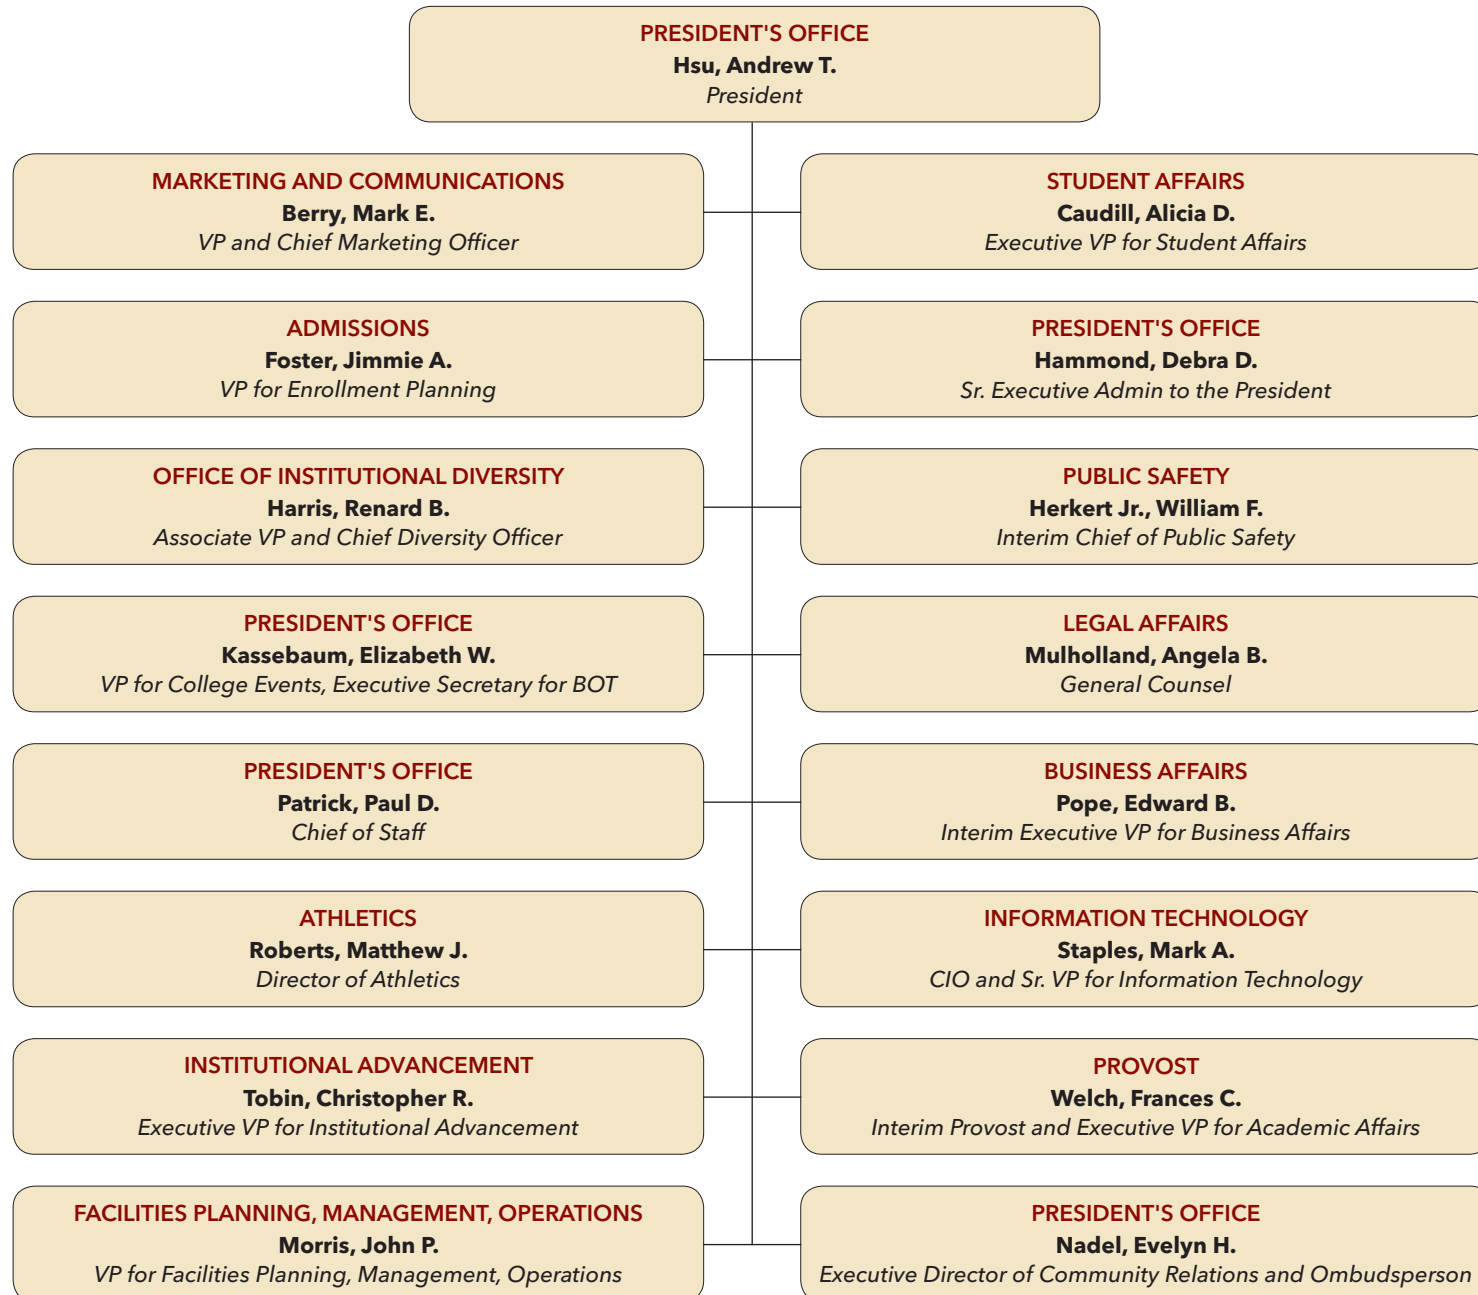 PRESIDENT'S OFFICE
Hsu, Andrew T.
President
MARKETING AND COMMUNICATIONS
Berry, Mark E.
VP and Chief Marketing Officer
STUDENT AFFAIRS
Caudill, Alicia D.
Executive VP for Student Affairs
ADMISSIONS
Foster, Jimmie A.
VP for Enrollment Planning
PRESIDENT'S OFFICE
Hammond, Debra D.
Sr. Executive Admin to the President
OFFICE OF INSTITUTIONAL DIVERSITY
Harris, Renard B.
Associate VP and Chief Diversity Officer
PUBLIC SAFETY
Herkert Jr., William F.
Interim Chief of Public Safety
PRESIDENT'S OFFICE
Kassebaum, Elizabeth W.
VP for College Events, Executive Secretary for BOT
LEGAL AFFAIRS
Mulholland, Angela B.
General Counsel
PRESIDENT'S OFFICE
Patrick, Paul D.
Chief of Staff
BUSINESS AFFAIRS
Pope, Edward B.
Interim Executive VP for Business Affairs
ATHLETICS
Roberts, Matthew J.
Director of Athletics
INFORMATION TECHNOLOGY
Staples, Mark A.
CIO and Sr. VP for Information Technology
INSTITUTIONAL ADVANCEMENT
Tobin, Christopher R.
Executive VP for Institutional Advancement
PROVOST
Welch, Frances C.
Interim Provost and Executive VP for Academic Affairs
FACILITIES PLANNING, MANAGEMENT, OPERATIONS
Morris, John P.
VP for Facilities Planning, Management, Operations
PRESIDENT'S OFFICE
Nadel, Evelyn H.
Executive Director of Community Relations and Ombudsperson